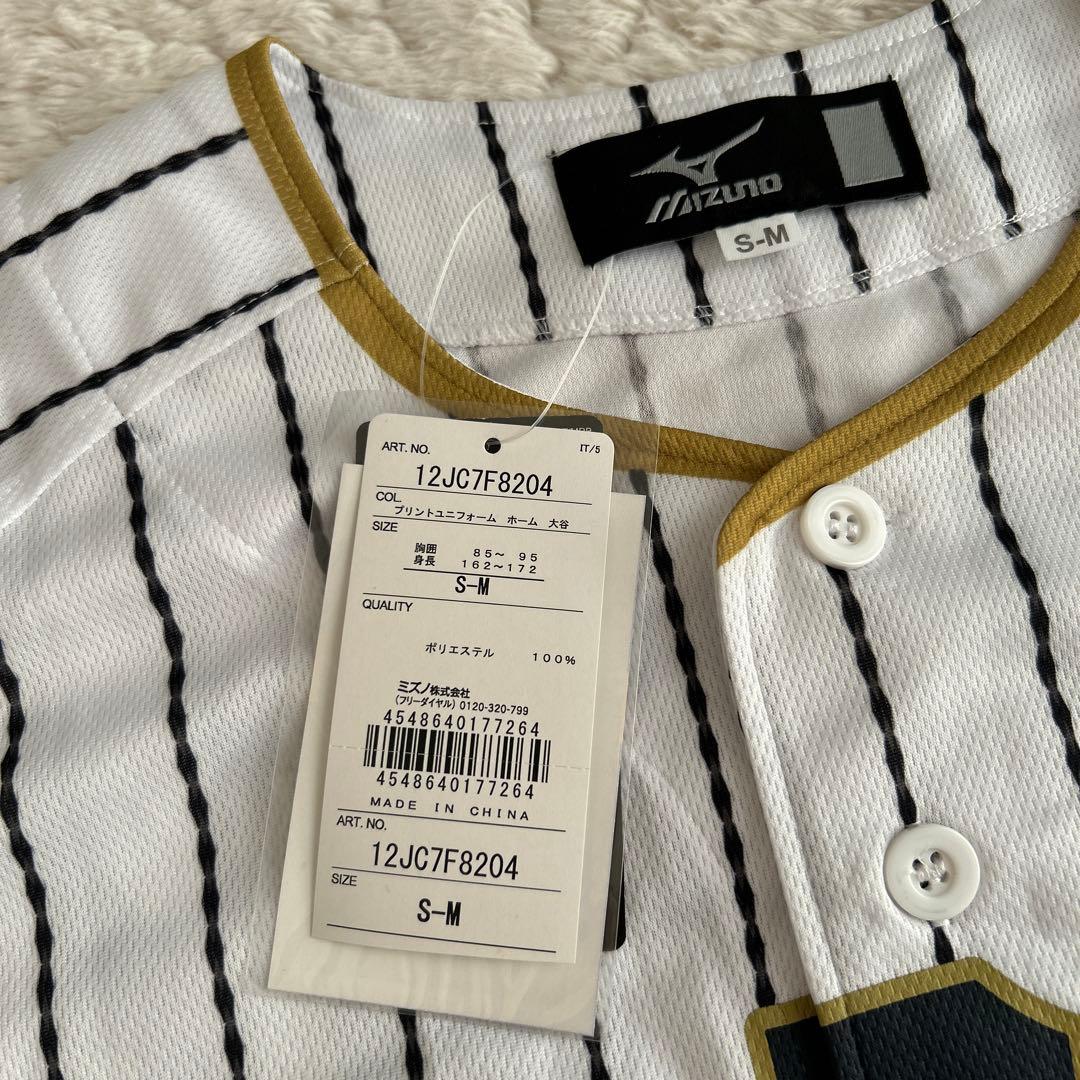 MIZUNO
S-M
ART. NO.
IT/5
12JC7F8204
COL.
プリントユニフォーム ホーム 大谷
SIZE
胸囲 85～ 95
身長 162～172
S-M
QUALITY
ポリエステル 100%
ミズノ株式会社
(フリーダイヤル) 0120-320-799
4548640177264
4548640177264
MADE IN CHINA
ART. NO.
12JC7F8204
SIZE
S-M